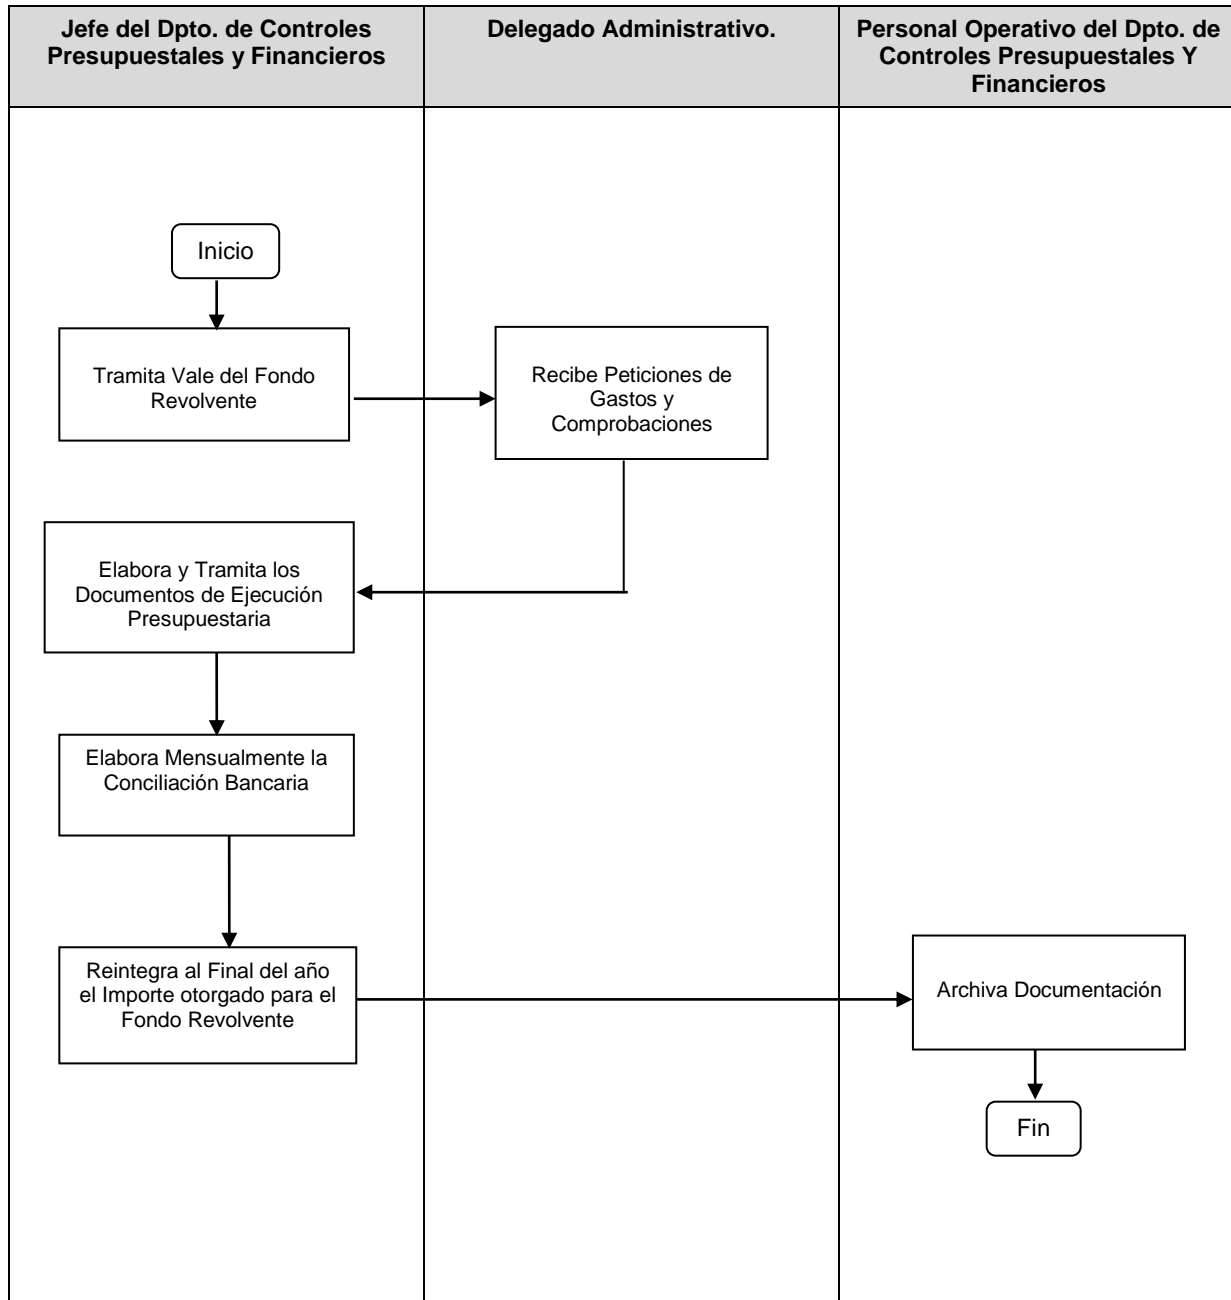 Jefe del Dpto. de Controles
Presupuestales y Financieros
Delegado Administrativo.
Personal Operativo del Dpto. de
Controles Presupuestales Y
Financieros
Inicio
Tramita Vale del Fondo
Revolvente
Recibe Peticiones de
Gastos y
Comprobaciones
Elabora y Tramita los
Documentos de Ejecución
Presupuestaria
Elabora Mensualmente la
Conciliación Bancaria
Reintegra al Final del año
el Importe otorgado para el
Fondo Revolvente
Archiva Documentación
Fin